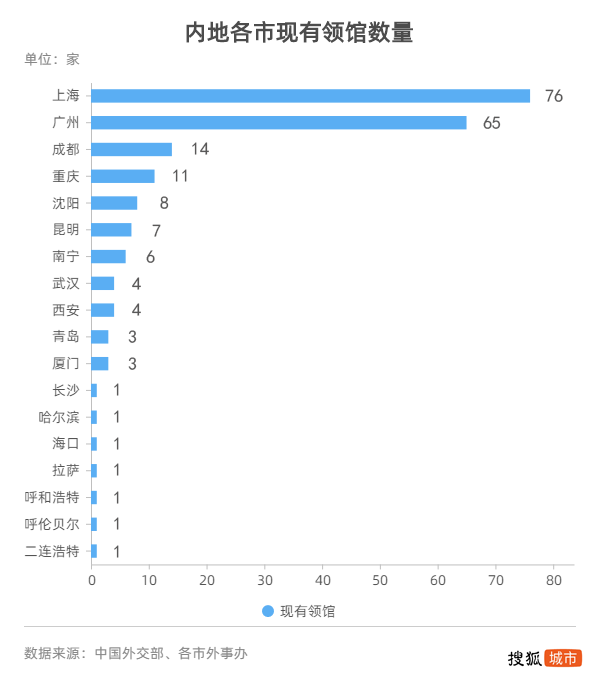 内地各市现有领馆数量
单位：家
上海 76
广州 65
成都 14
重庆 11
沈阳 8
昆明 7
南宁 6
武汉 4
西安 4
青岛 3
厦门 3
长沙 1
哈尔滨 1
海口 1
拉萨 1
呼和浩特 1
呼伦贝尔 1
二连浩特 1
0 10 20 30 40 50 60 70 80
现有领馆
数据来源：中国外交部、各市外事办
搜狐 城市